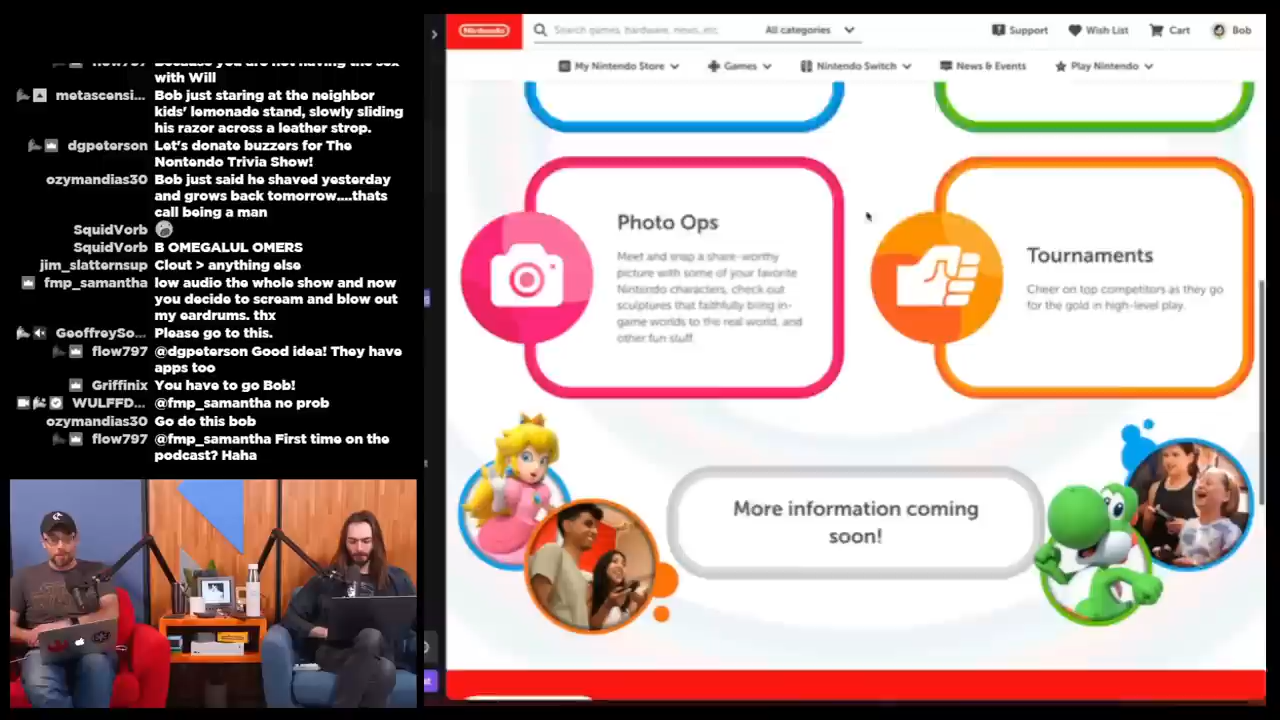 with Will
metascensi... Bob just staring at the neighbor
kids' lemonade stand, slowly sliding
his razor across a leather strop.
dgpeterson Let's donate buzzers for The
Nontendo Trivia Show!
ozymandias30 Bob just said he shaved yesterday
and grows back tomorrow....thats
call being a man
SquidVorb
SquidVorb B OMEGALUL OMERS
jim_slatternsup Clout > anything else
fmp_samantha low audio the whole show and now
you decide to scream and blow out
my eardrums. thx
GeoffreySo... Please go to this.
flow797 @dgpeterson Good idea! They have
apps too
Griffinix You have to go Bob!
WULFFD... @fmp_samantha no prob
ozymandias30 Go do this bob
flow797 @fmp_samantha First time on the
podcast? Haha
Nintendo
Search games, hardware, news, etc
All categories
Support
Wish List
Cart
Bob
My Nintendo Store
Games
Nintendo Switch
News & Events
Play Nintendo
Photo Ops
Meet and snap a share-worthy
picture with some of your favorite
Nintendo characters, check out
sculptures that faithfully bring in-
game worlds to the real world, and
other fun stuff.
Tournaments
Cheer on top competitors as they go
for the gold in high-level play.
More information coming
soon!